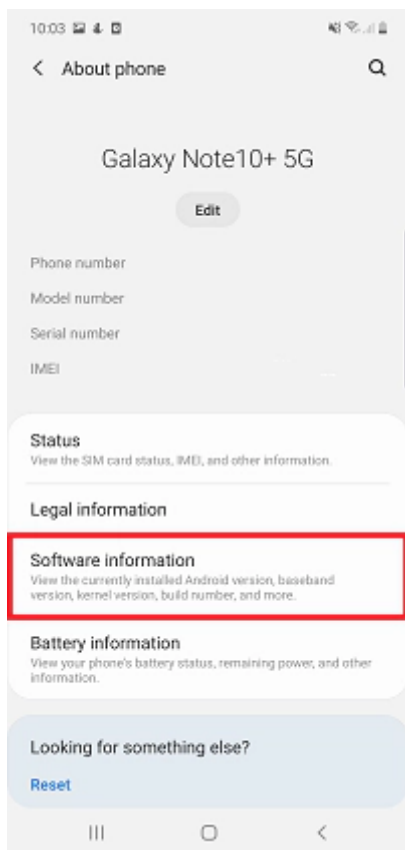 10:03
About phone
Galaxy Note10+ 5G
Edit
Phone number
Model number
Serial number
IMEI
Status
View the SIM card status, IMEI, and other information.
Legal information
Software information
View the currently installed Android version, baseband
version, kernel version, build number, and more.
Battery information
View your phone's battery status, remaining power, and other
information.
Looking for something else?
Reset